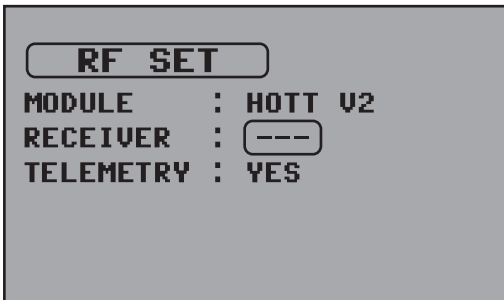 RF SET
MODULE : HOTT V2
RECEIVER : ---
TELEMETRY : YES